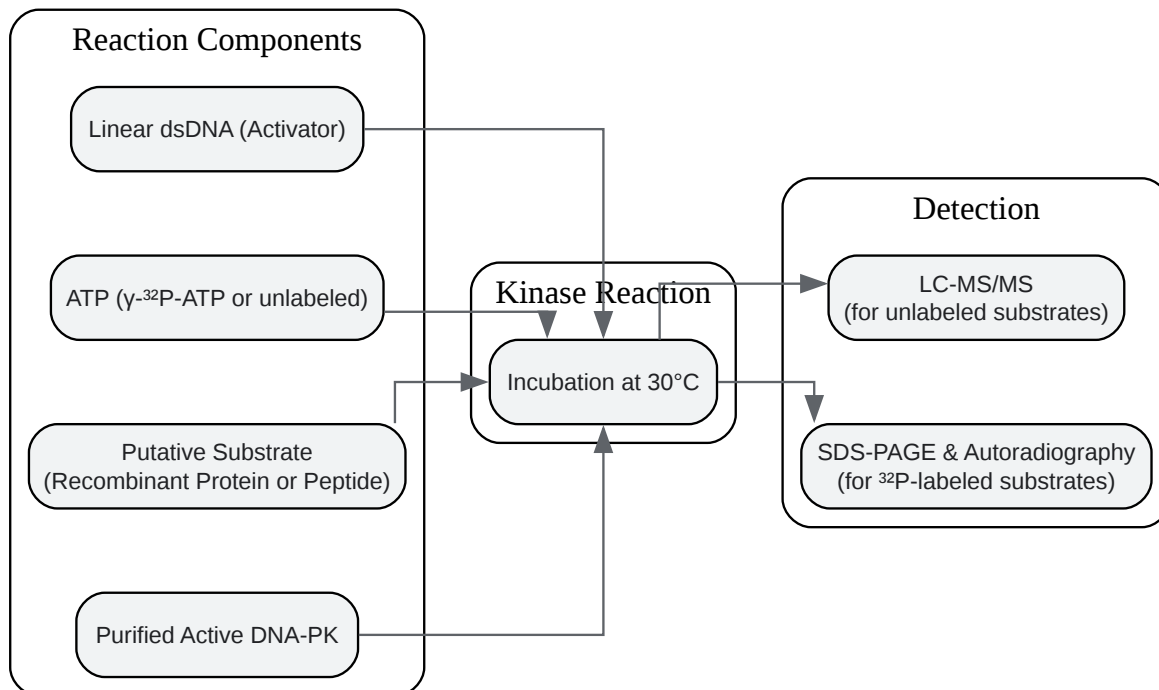 Reaction Components
Linear dsDNA (Activator)
ATP (γ-³²P-ATP or unlabeled)
Putative Substrate
(Recombinant Protein or Peptide)
Purified Active DNA-PK
Kinase Reaction
Incubation at 30°C
Detection
LC-MS/MS
(for unlabeled substrates)
SDS-PAGE & Autoradiography
(for ³²P-labeled substrates)